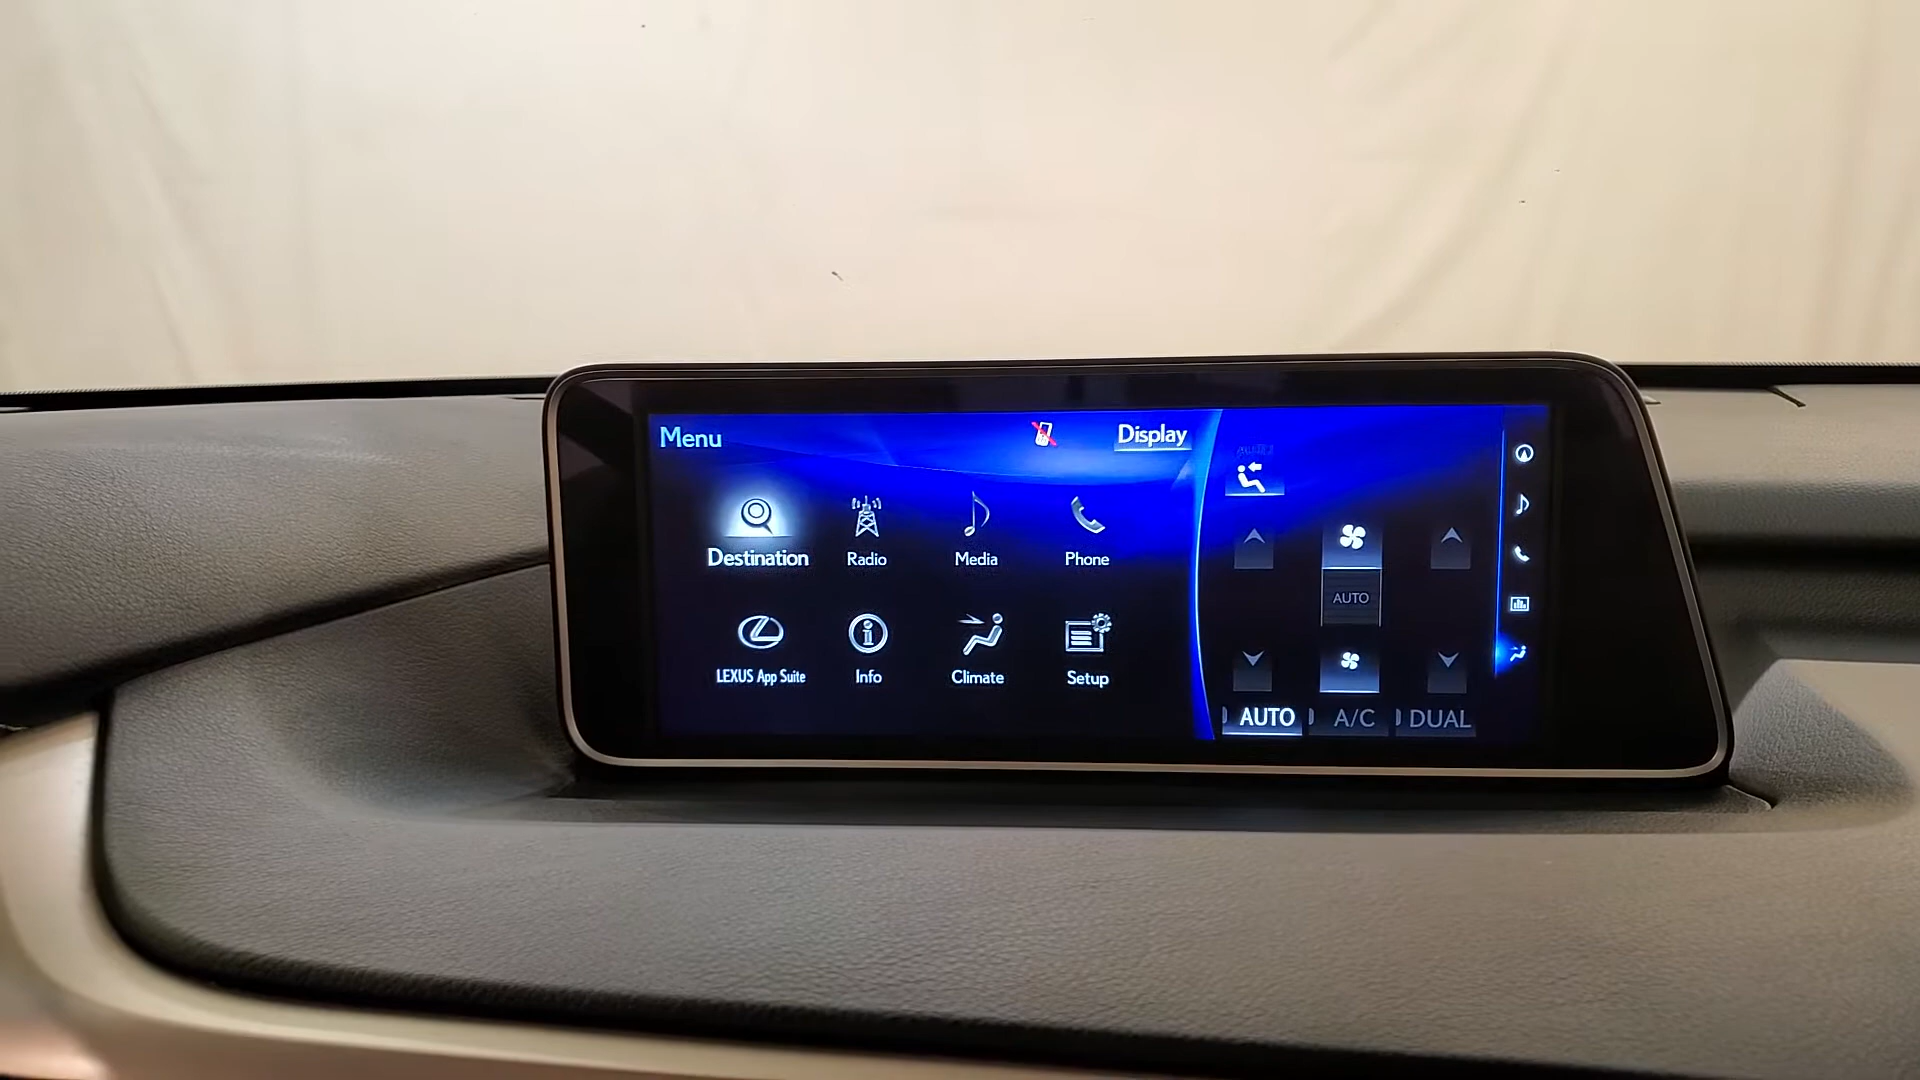 Menu
Display
Destination
Radio
Media
Phone
AUTO
LEXUS App Suite
Info
Climate
Setup
AUTO
A/C
DUAL